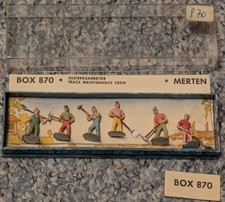 870
BOX 870
GLEISBAUARBEITER
TRACK MAINTENANCE CREW
MERTEN
BOX 870